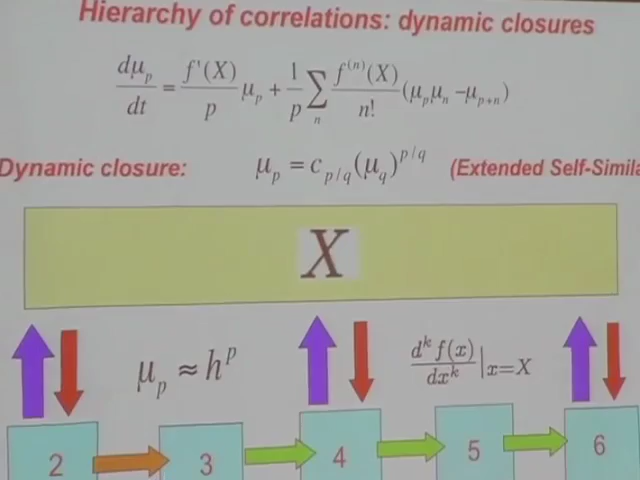 Hierarchy of correlations: dynamic closures
dμ_p/dt = f'(X)/p μ_p + 1/p ∑_n f^(n)(X)/n! (μ_p μ_n − μ_{p+n})
Dynamic closure: μ_p = c_{p/q}(μ_q)^{p/q} (Extended Self-Simila
X
μ_p ≈ h^p d^k f(x)/dx^k |_{x=X}
2 3 4 5 6